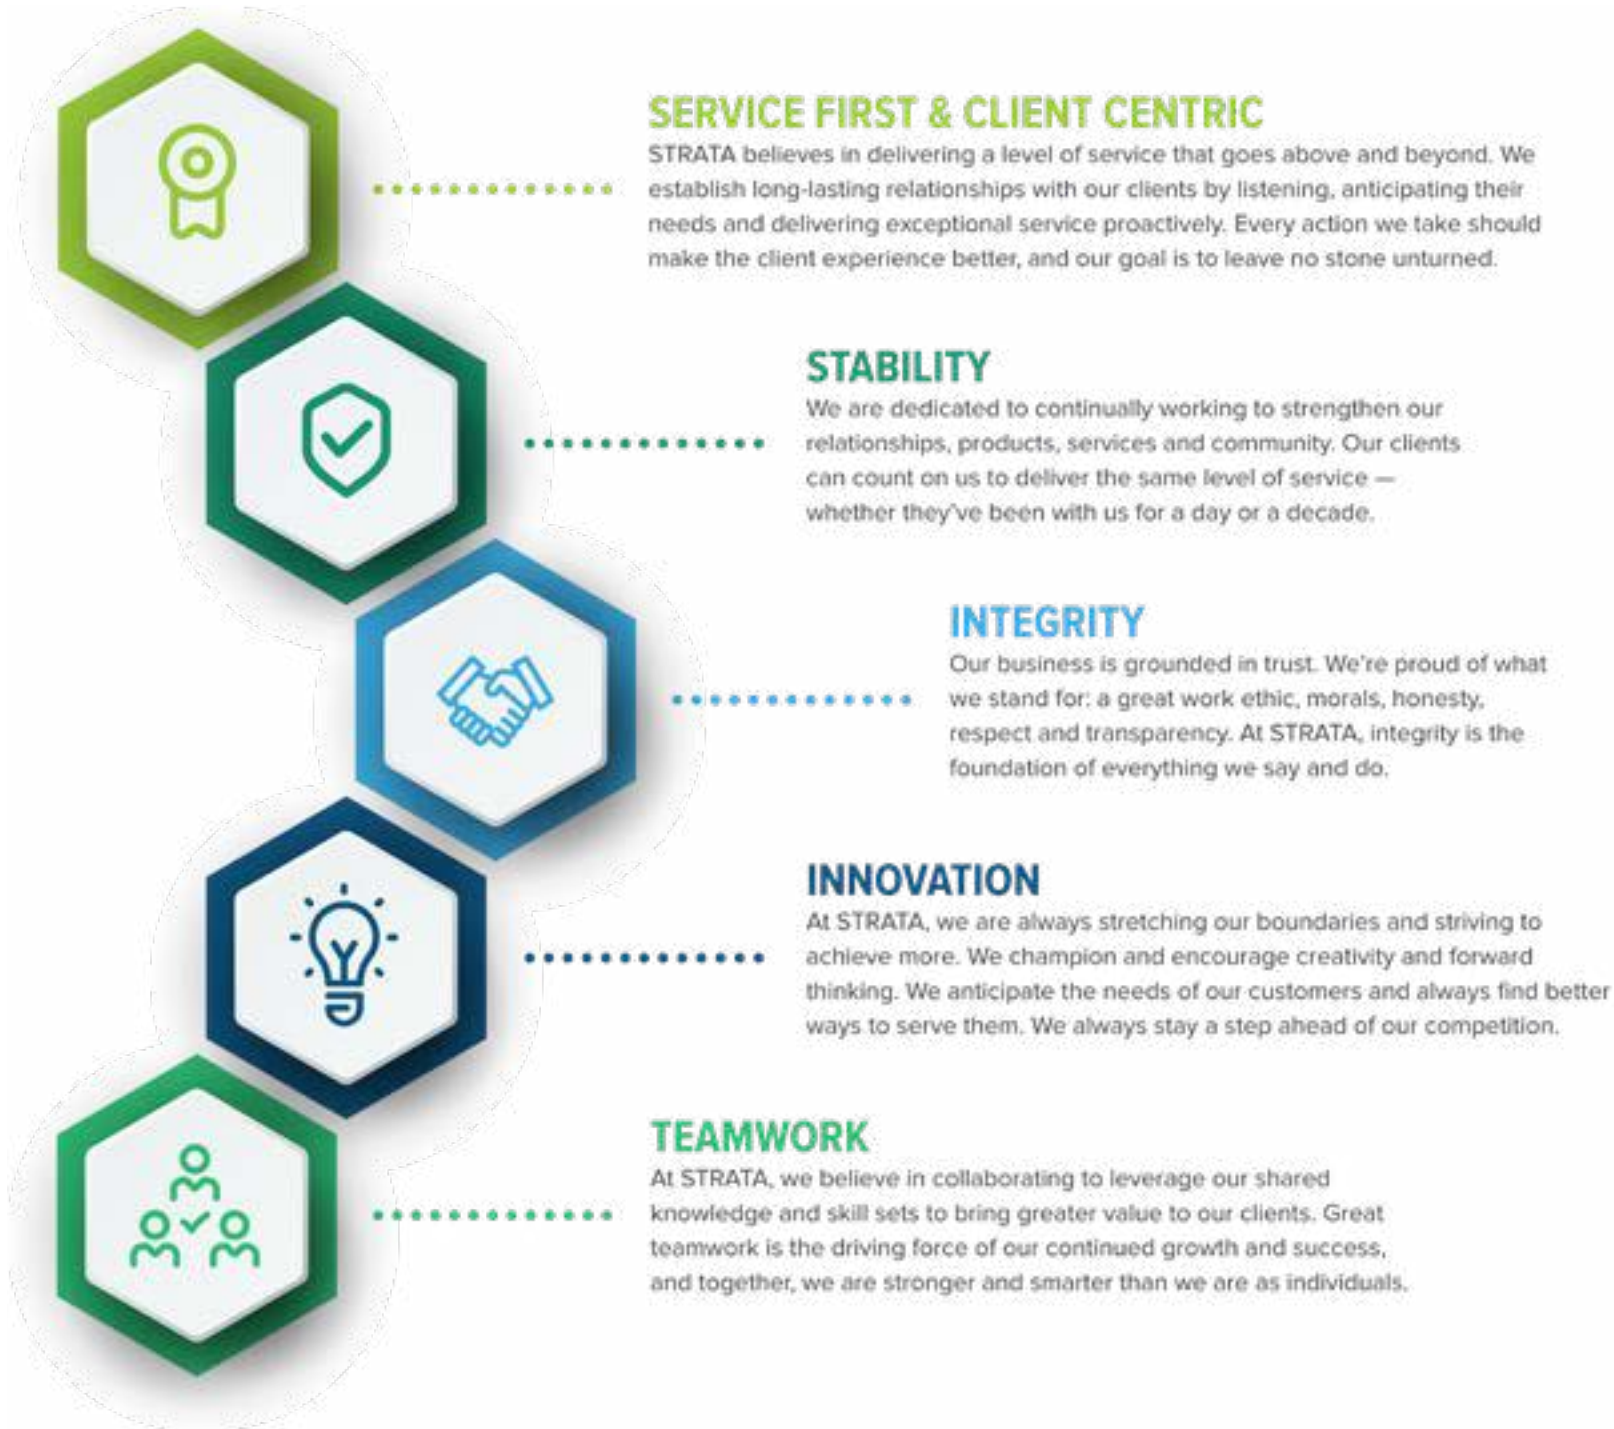 SERVICE FIRST & CLIENT CENTRIC
STRATA believes in delivering a level of service that goes above and beyond. We
establish long-lasting relationships with our clients by listening, anticipating their
needs and delivering exceptional service proactively. Every action we take should
make the client experience better, and our goal is to leave no stone unturned.
STABILITY
We are dedicated to continually working to strengthen our
relationships, products, services and community. Our clients
can count on us to deliver the same level of service —
whether they've been with us for a day or a decade.
INTEGRITY
Our business is grounded in trust. We're proud of what
we stand for: a great work ethic, morals, honesty,
respect and transparency. At STRATA, integrity is the
foundation of everything we say and do.
INNOVATION
At STRATA, we are always stretching our boundaries and striving to
achieve more. We champion and encourage creativity and forward
thinking. We anticipate the needs of our customers and always find better
ways to serve them. We always stay a step ahead of our competition.
TEAMWORK
At STRATA, we believe in collaborating to leverage our shared
knowledge and skill sets to bring greater value to our clients. Great
teamwork is the driving force of our continued growth and success,
and together, we are stronger and smarter than we are as individuals.